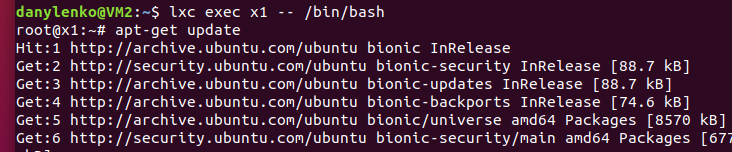 danylenko@VM2:~$ lxc exec x1 -- /bin/bash
root@x1:~# apt-get update
Hit:1 http://archive.ubuntu.com/ubuntu bionic InRelease
Get:2 http://security.ubuntu.com/ubuntu bionic-security InRelease [88.7 kB]
Get:3 http://archive.ubuntu.com/ubuntu bionic-updates InRelease [88.7 kB]
Get:4 http://archive.ubuntu.com/ubuntu bionic-backports InRelease [74.6 kB]
Get:5 http://archive.ubuntu.com/ubuntu bionic/universe amd64 Packages [8570 kB]
Get:6 http://security.ubuntu.com/ubuntu bionic-security/main amd64 Packages [677